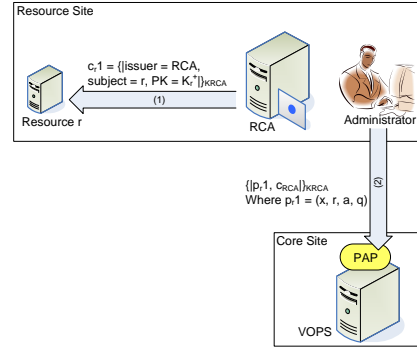 Resource Site
c_r1 = {|issuer = RCA,
subject = r, PK = K_r^+|}_KRCA
(1)
Resource r
RCA
Administrator
(2)
{|p_r1, c_RCA|}_KRCA
Where p_r1 = (x, r, a, q)
Core Site
PAP
VOPS